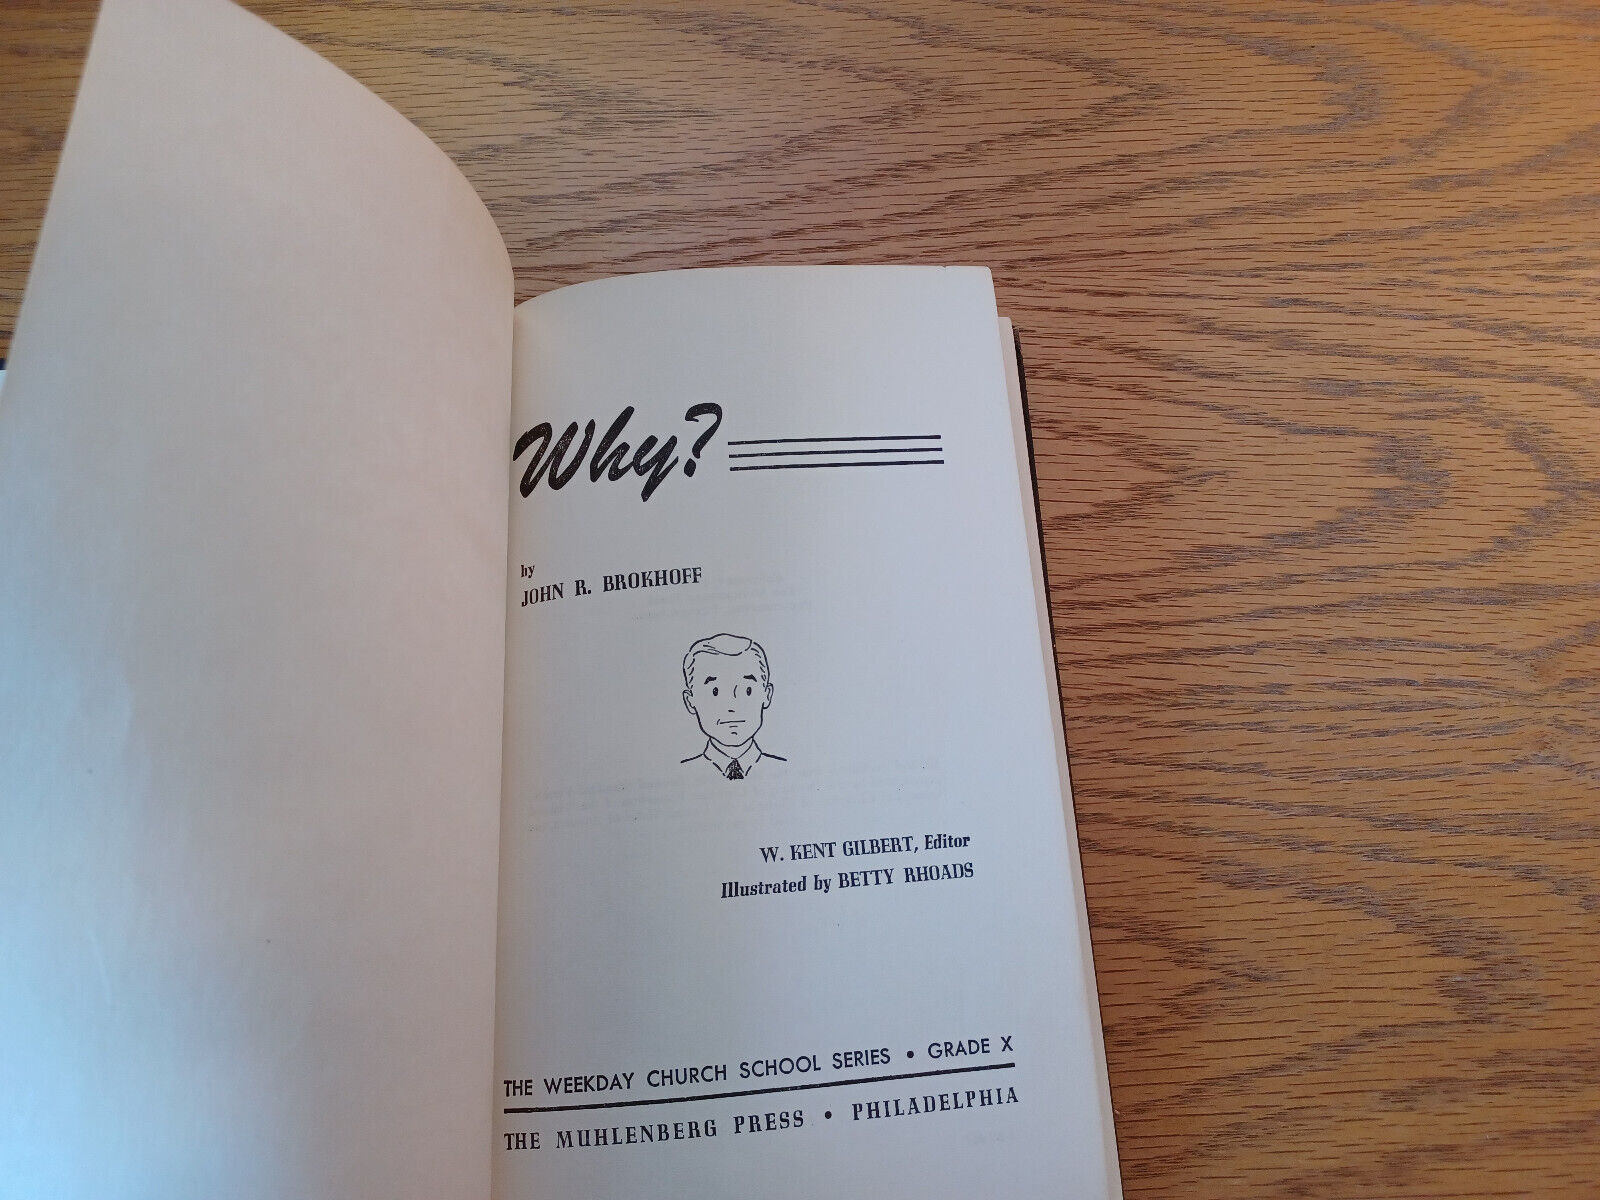 Why?
by
JOHN R. BROKHOFF
W. KENT GILBERT, Editor
Illustrated by BETTY RHOADS
THE WEEKDAY CHURCH SCHOOL SERIES • GRADE X
THE MUHLENBERG PRESS • PHILADELPHIA